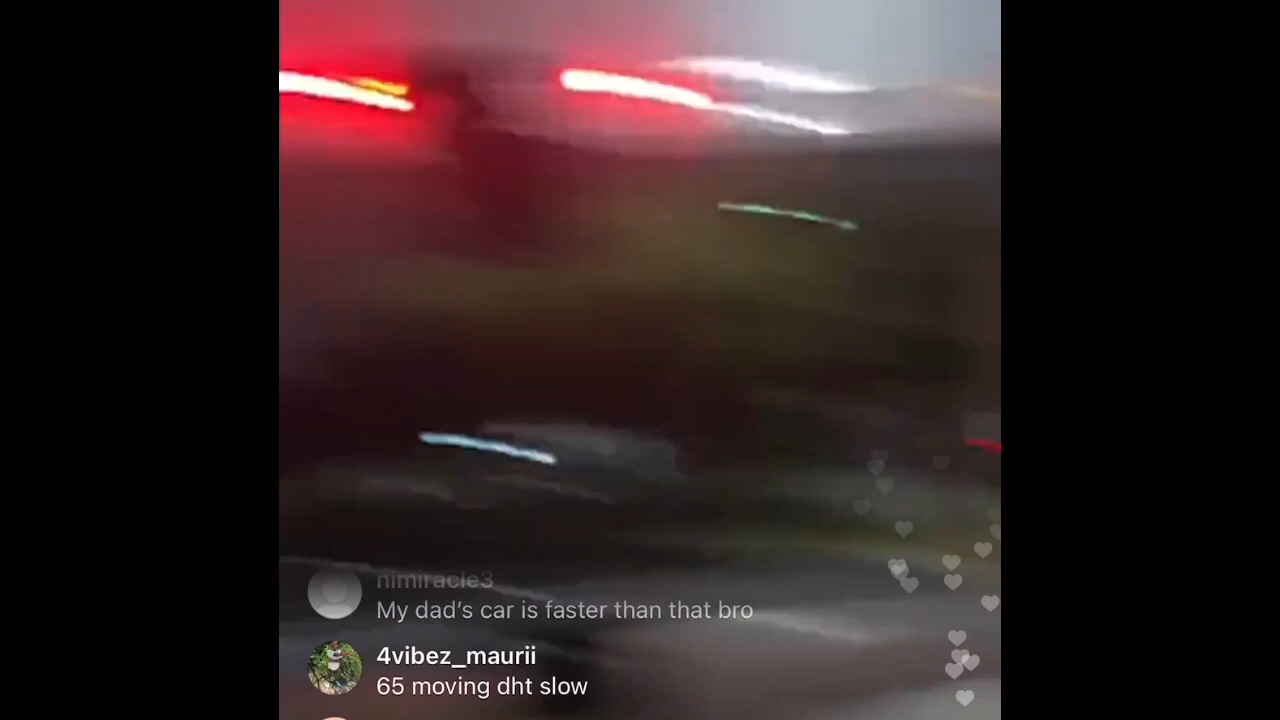 nimiracle3
My dad’s car is faster than that bro
4vibez_maurii
65 moving dht slow